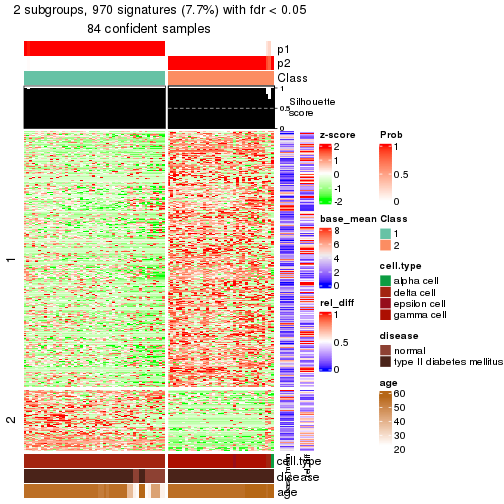 2 subgroups, 970 signatures (7.7%) with fdr < 0.05
84 confident samples
p1
p2
Class
1
0.5
0
Silhouette
score
1
2
z-score
2
1
0
-1
-2
base_mean
8
6
4
2
0
rel_diff
1
0.5
0
Prob
1
0.5
0
Class
1
2
cell.type
alpha cell
delta cell
epsilon cell
gamma cell
disease
normal
type II diabetes mellitus
age
60
50
40
30
20
cell.type
disease
age